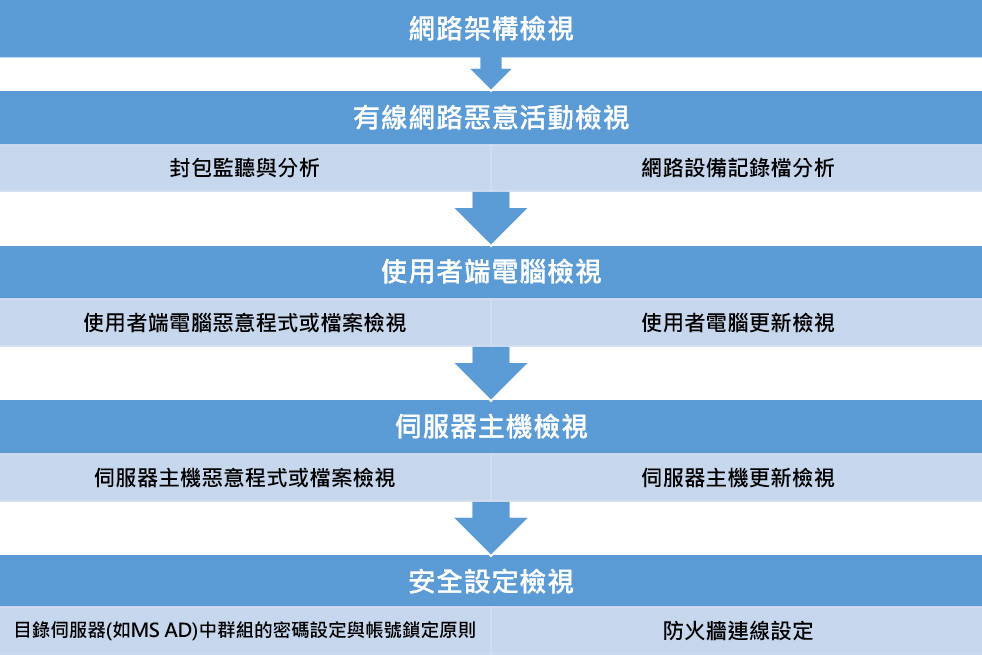 網路架構檢視
有線網路惡意活動檢視
封包監聽與分析
網路設備記錄檔分析
使用者端電腦檢視
使用者端電腦惡意程式或檔案檢視
使用者電腦更新檢視
伺服器主機檢視
伺服器主機惡意程式或檔案檢視
伺服器主機更新檢視
安全設定檢視
目錄伺服器(如MS AD)中群組的密碼設定與帳號鎖定原則
防火牆連線設定